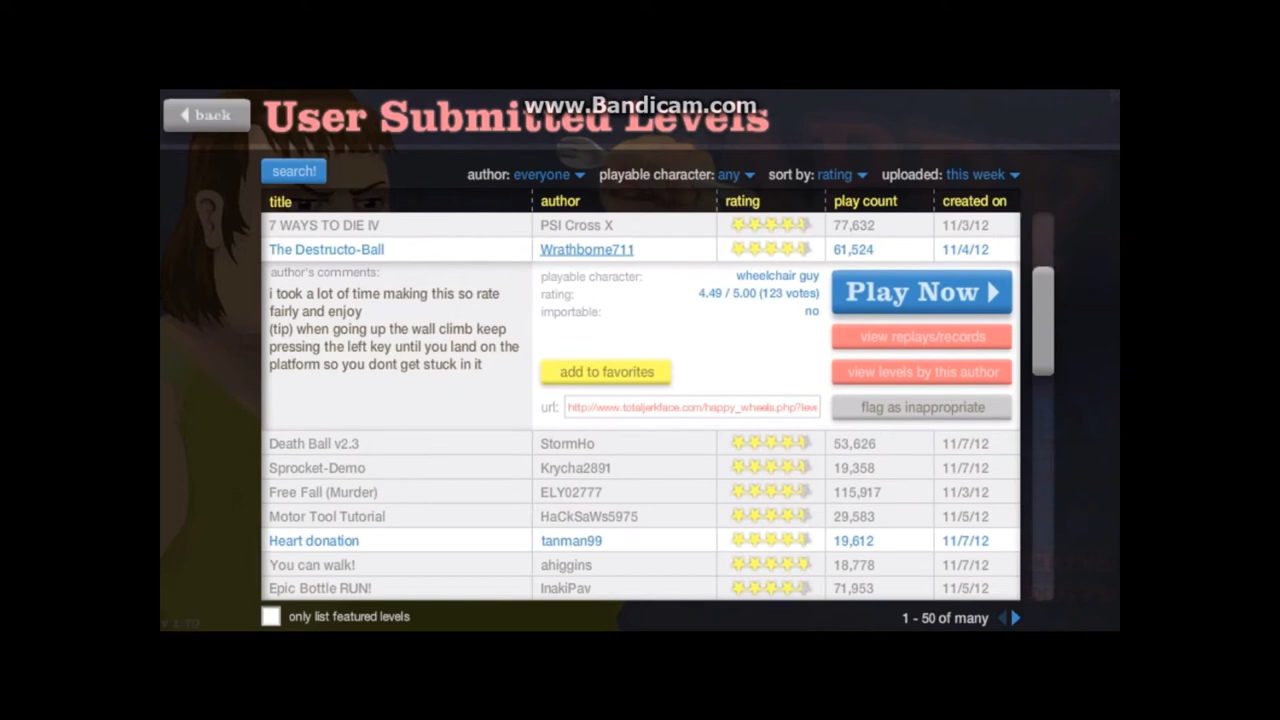 www.Bandicam.com
back
User Submitted Levels
search!
author: everyone playable character: any sort by: rating uploaded: this week
title author rating play count created on
7 WAYS TO DIE IV PSI Cross X 77,632 11/3/12
The Destructo-Ball Wrathborne711 61,524 11/4/12
author's comments:
i took a lot of time making this so rate
fairly and enjoy
(tip) when going up the wall climb keep
pressing the left key until you land on the
platform so you dont get stuck in it
playable character: wheelchair guy
rating: 4.49 / 5.00 (123 votes)
importable: no
add to favorites
url: http://www.totaljerkface.com/happy_wheels.php?leve
Play Now
view replays/records
view levels by this author
flag as inappropriate
Death Ball v2.3 StormHo 53,626 11/7/12
Sprocket-Demo Krycha2891 19,358 11/7/12
Free Fall (Murder) ELY02777 115,917 11/3/12
Motor Tool Tutorial HaCkSaWs5975 29,583 11/5/12
Heart donation tanman99 19,612 11/7/12
You can walk! ahiggins 18,778 11/7/12
Epic Bottle RUN! InakiPav 71,953 11/5/12
only list featured levels
1 - 50 of many